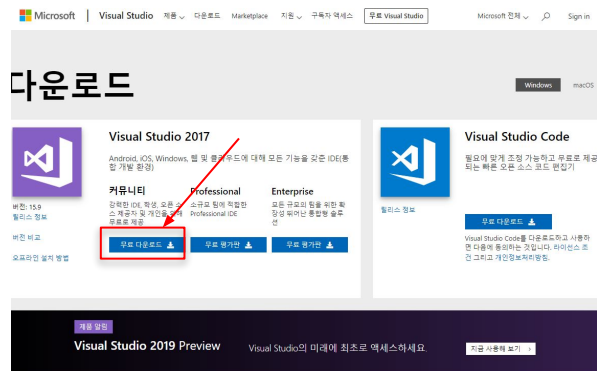 Microsoft | Visual Studio 제품 다운로드 Marketplace 지원 구독자 액세스 무료 Visual Studio Microsoft 전체 Sign in
다운로드
Windows macOS
Visual Studio 2017
Android, iOS, Windows, 웹 및 클라우드에 대해 모든 기능을 갖춘 IDE(통
합 개발 환경)
커뮤니티
강력한 IDE, 학생, 오픈 소
스 제공자 및 개인을 위해
무료로 제공
무료 다운로드
Professional
소규모 팀에 적합한
Professional IDE
무료 평가판
Enterprise
모든 규모의 팀을 위한 확
장성 뛰어난 통합형 솔루
션
무료 평가판
버전: 15.9
릴리스 정보
버전 비교
오프라인 설치 방법
Visual Studio Code
필요에 맞게 조정 가능하고 무료로 제공
되는 빠른 오픈 소스 코드 편집기
릴리스 정보
무료 다운로드
Visual Studio Code를 다운로드하고 사용하
면 다음에 동의하는 것입니다. 라이선스 조
건 그리고 개인정보처리방침.
제품 알림
Visual Studio 2019 Preview
Visual Studio의 미래에 최초로 액세스하세요.
지금 사용해 보기